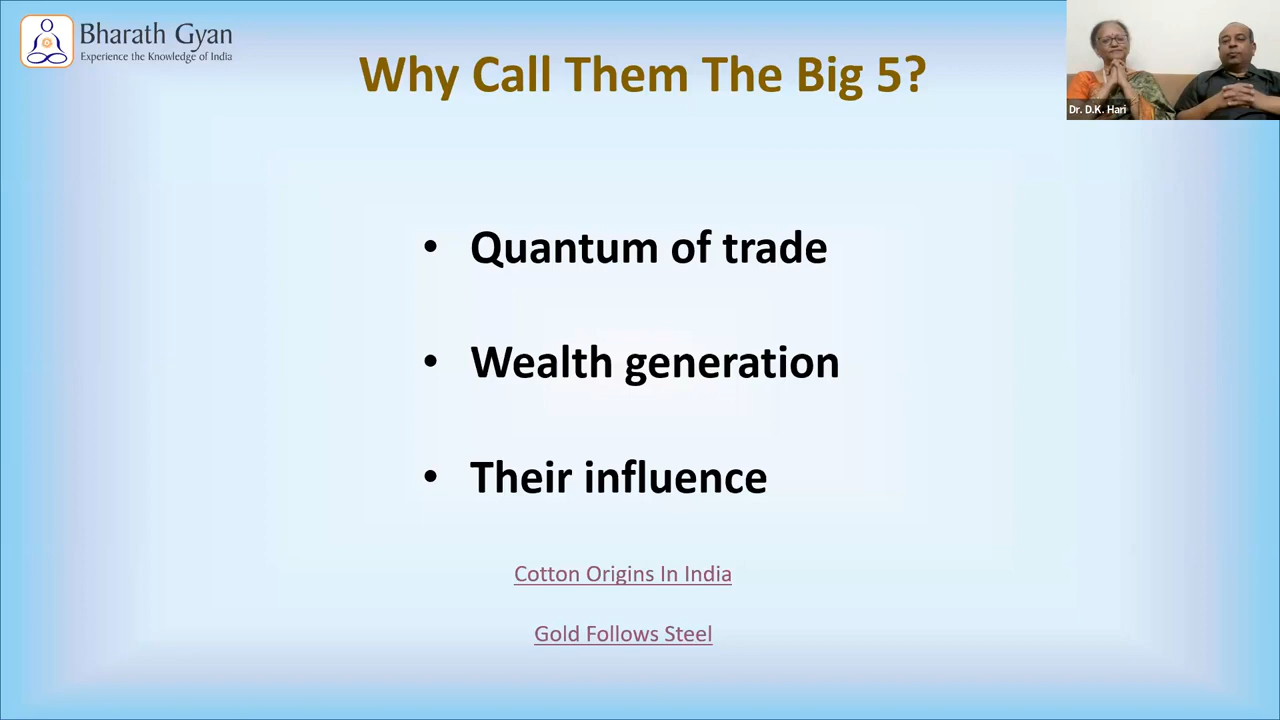 Bharath Gyan
Experience the Knowledge of India
Why Call Them The Big 5?
Dr. D.K. Hari
• Quantum of trade
• Wealth generation
• Their influence
Cotton Origins In India
Gold Follows Steel